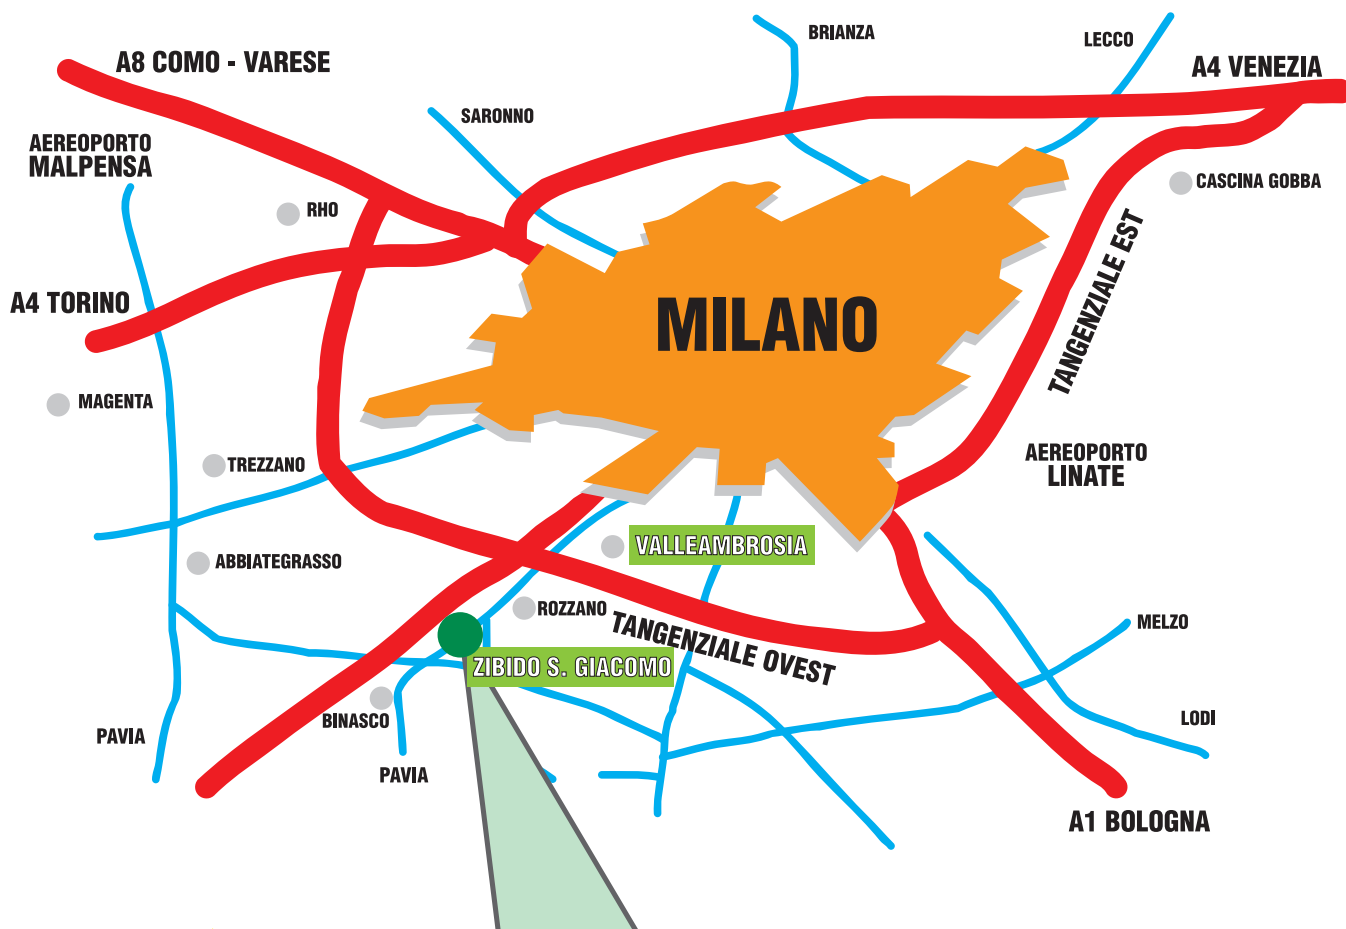 BRIANZA
LECCO
A8 COMO - VARESE
A4 VENEZIA
SARONNO
AEREOPORTO
MALPENSA
CASCINA GOBBA
RHO
TANGENZIALE EST
A4 TORINO
MILANO
MAGENTA
AEREOPORTO
LINATE
TREZZANO
VALLEAMBROSIA
ABBIATEGRASSO
ROZZANO
TANGENZIALE OVEST
MELZO
ZIBIDO S. GIACOMO
BINASCO
LODI
PAVIA
PAVIA
A1 BOLOGNA